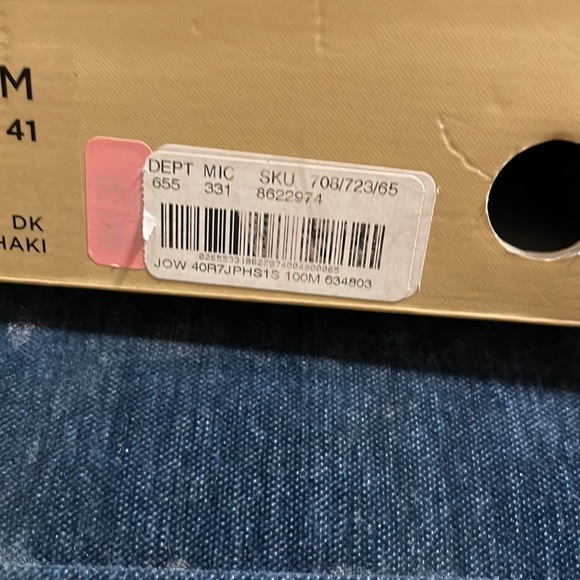 M
41
DK
HAKI
DEPT MIC SKU 708/723/65
655 331 8622974
JOW 40R7JPHS1S 100M 634803